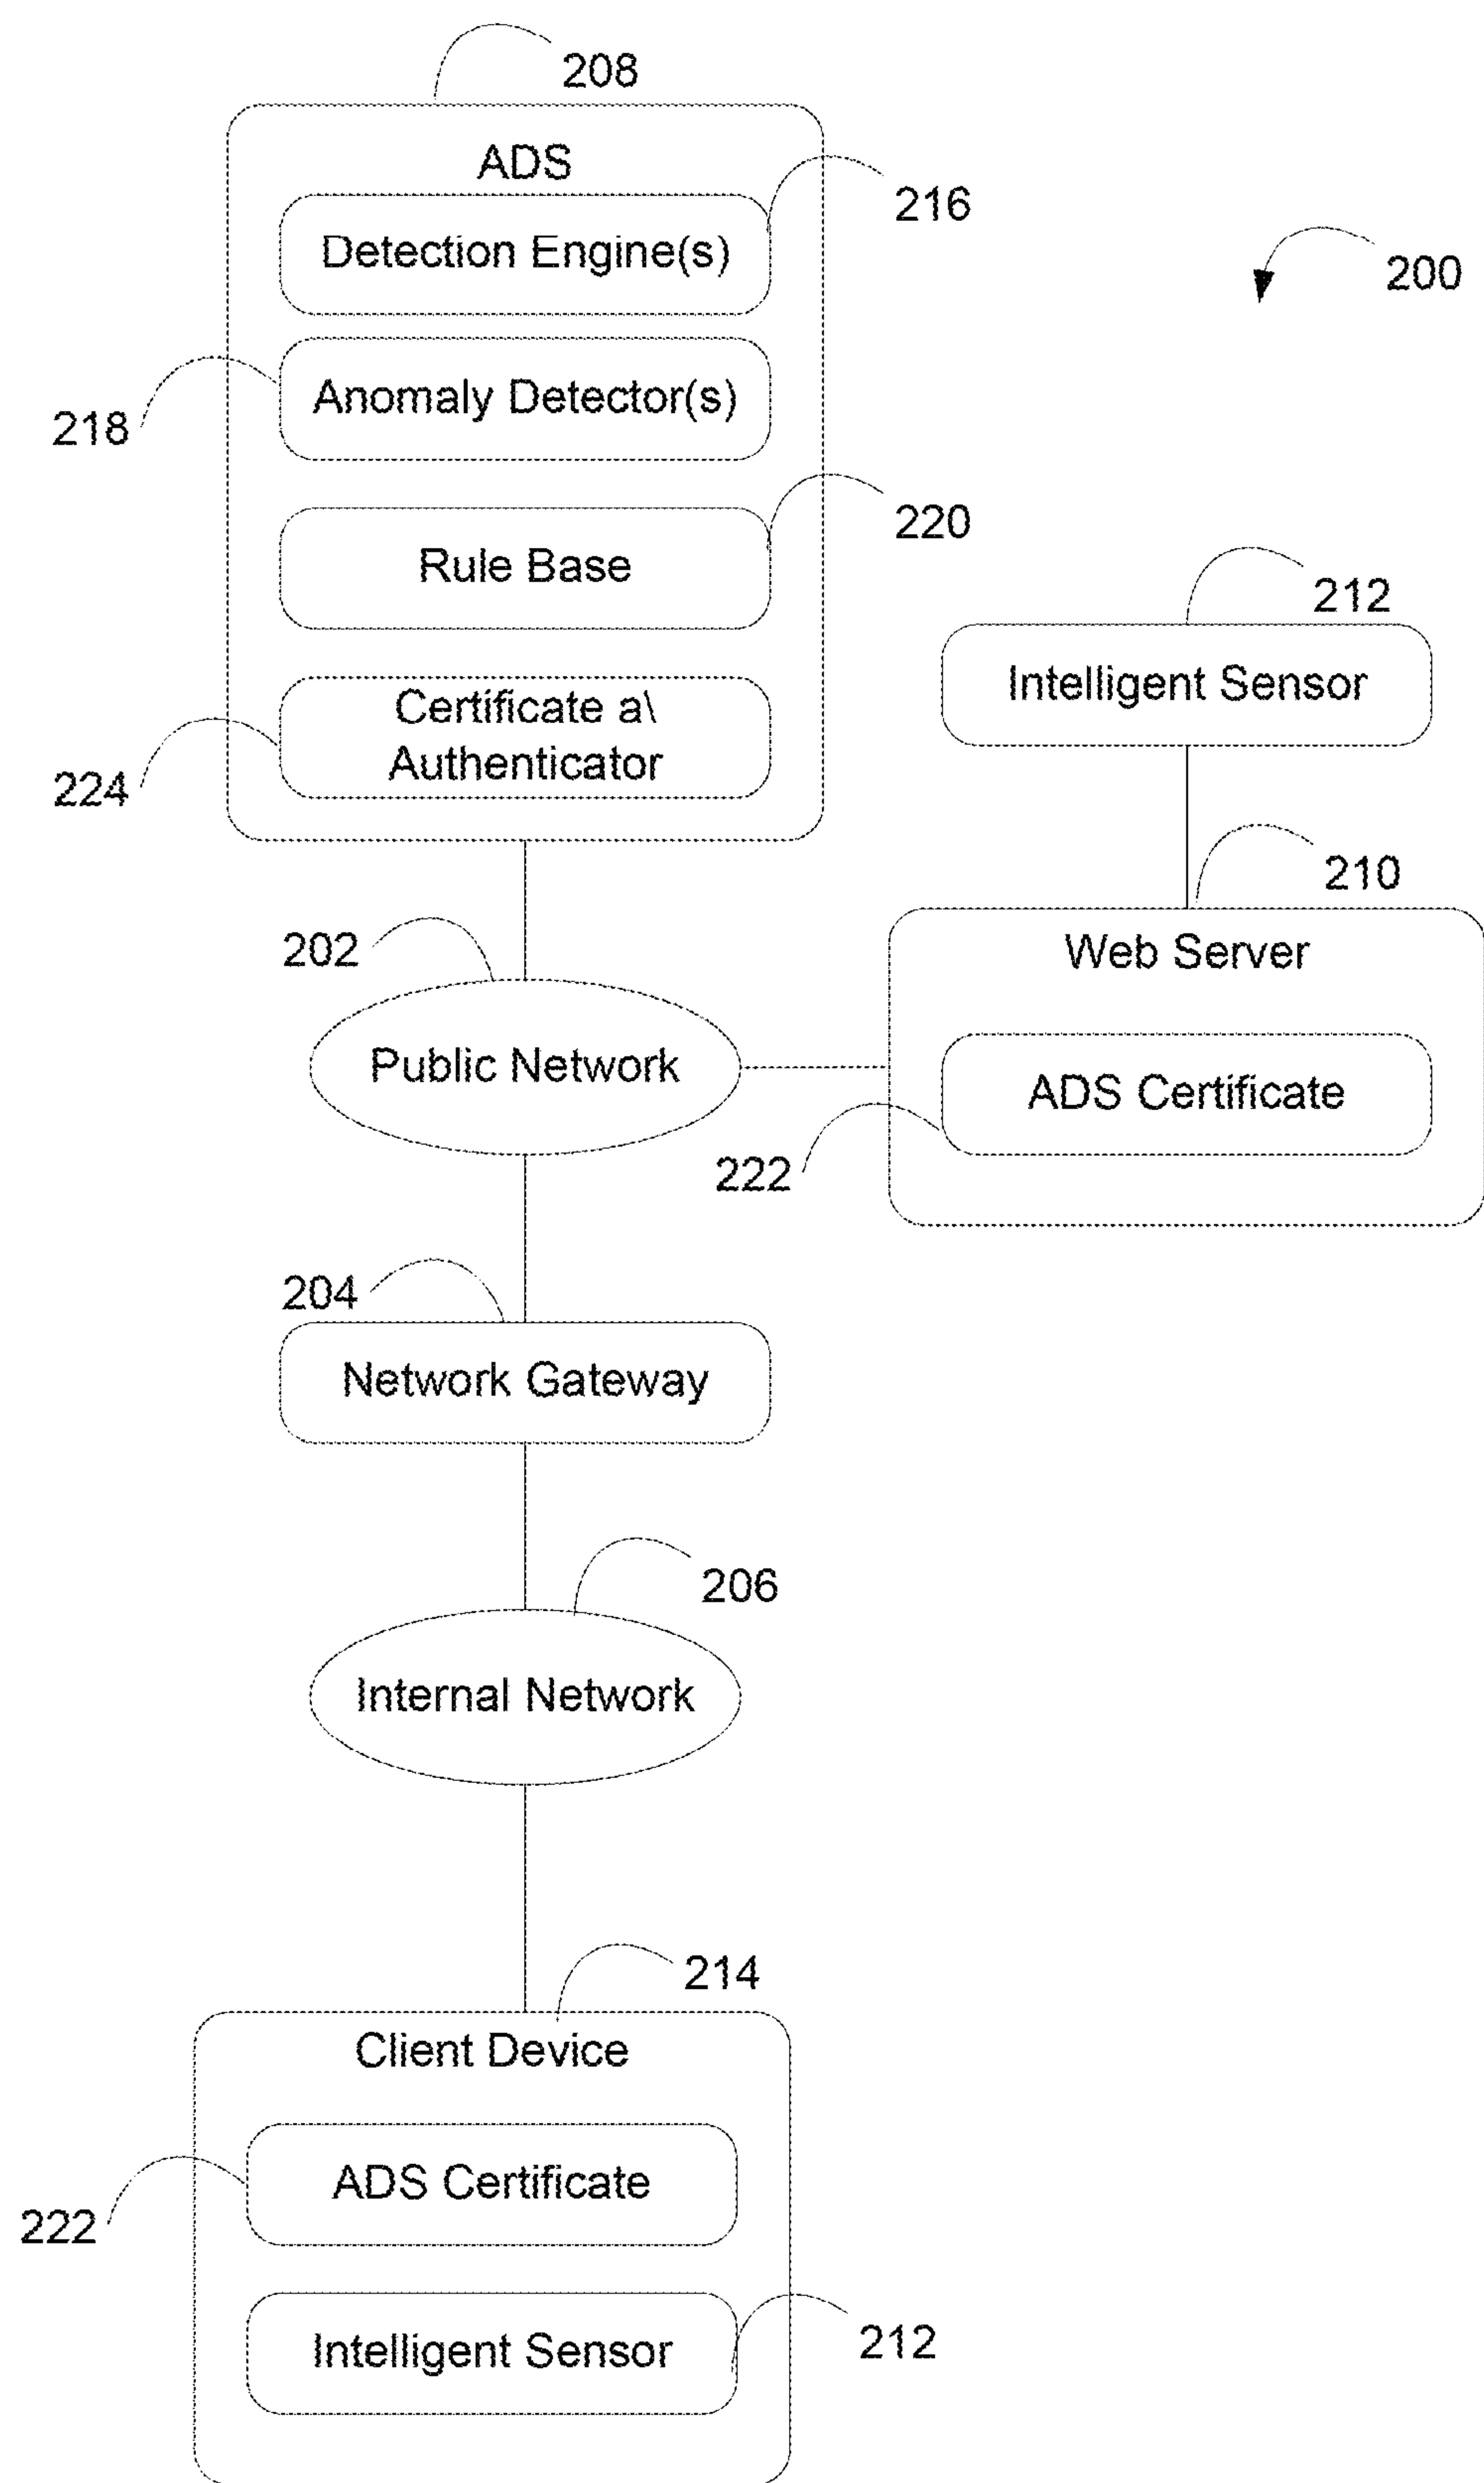 208
ADS
216
Detection Engine(s)
200
Anomaly Detector(s)
218
220
Rule Base
212
Intelligent Sensor
Certificate a\
Authenticator
224
210
202
Web Server
Public Network
ADS Certificate
222
204
Network Gateway
206
Internal Network
214
Client Device
ADS Certificate
222
Intelligent Sensor
212